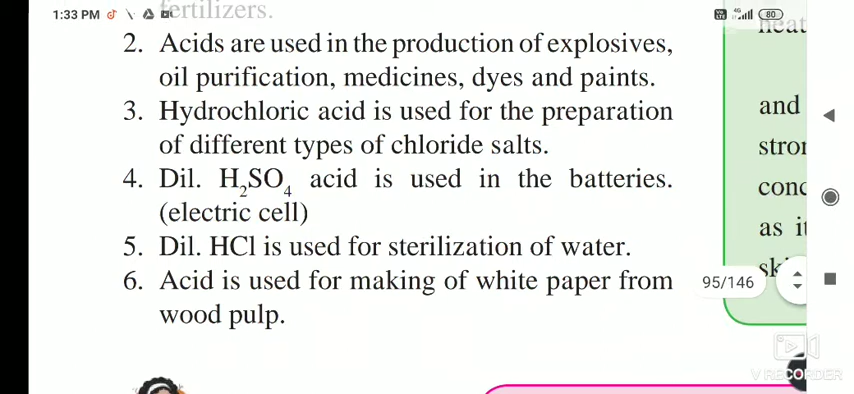 1:33 PM
4G
80
fertilizers.
2. Acids are used in the production of explosives,
oil purification, medicines, dyes and paints.
3. Hydrochloric acid is used for the preparation
of different types of chloride salts.
4. Dil. H₂SO₄ acid is used in the batteries.
(electric cell)
5. Dil. HCl is used for sterilization of water.
6. Acid is used for making of white paper from
wood pulp.
and
as
95/146
V RECORDER